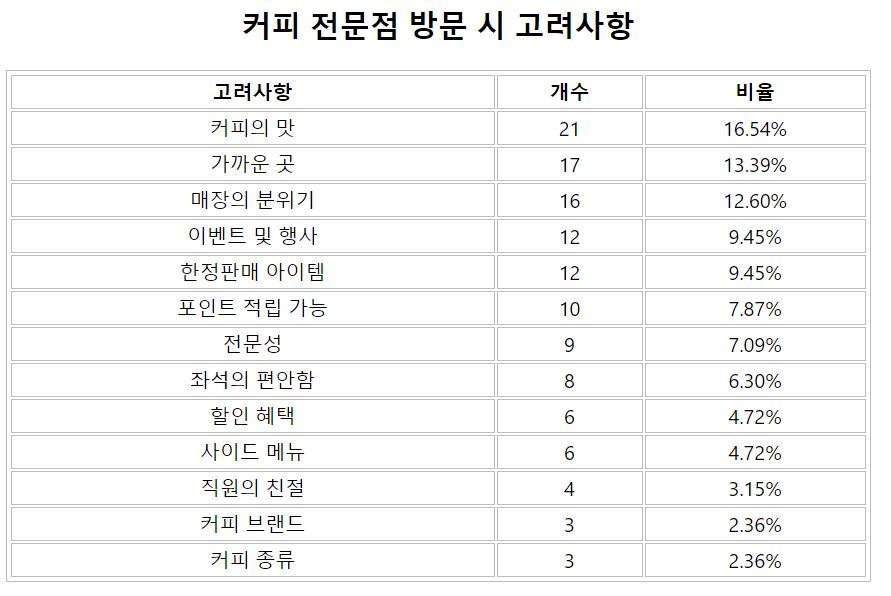 커피 전문점 방문 시 고려사항
고려사항 개수 비율
커피의 맛 21 16.54%
가까운 곳 17 13.39%
매장의 분위기 16 12.60%
이벤트 및 행사 12 9.45%
한정판매 아이템 12 9.45%
포인트 적립 가능 10 7.87%
전문성 9 7.09%
좌석의 편안함 8 6.30%
할인 혜택 6 4.72%
사이드 메뉴 6 4.72%
직원의 친절 4 3.15%
커피 브랜드 3 2.36%
커피 종류 3 2.36%